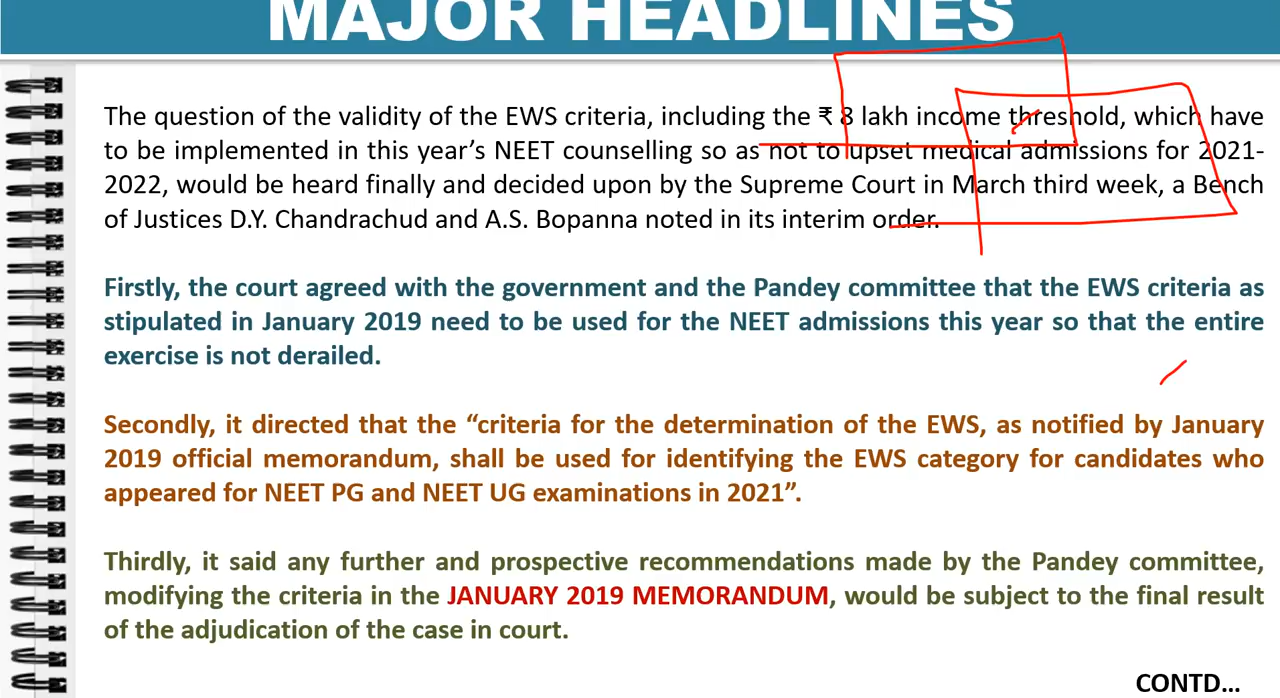 MAJOR HEADLINES
The question of the validity of the EWS criteria, including the ₹ 8 lakh income threshold, which have
to be implemented in this year’s NEET counselling so as not to upset medical admissions for 2021-
2022, would be heard finally and decided upon by the Supreme Court in March third week, a Bench
of Justices D.Y. Chandrachud and A.S. Bopanna noted in its interim order.
Firstly, the court agreed with the government and the Pandey committee that the EWS criteria as
stipulated in January 2019 need to be used for the NEET admissions this year so that the entire
exercise is not derailed.
Secondly, it directed that the “criteria for the determination of the EWS, as notified by January
2019 official memorandum, shall be used for identifying the EWS category for candidates who
appeared for NEET PG and NEET UG examinations in 2021”.
Thirdly, it said any further and prospective recommendations made by the Pandey committee,
modifying the criteria in the JANUARY 2019 MEMORANDUM, would be subject to the final result
of the adjudication of the case in court.
CONTD...